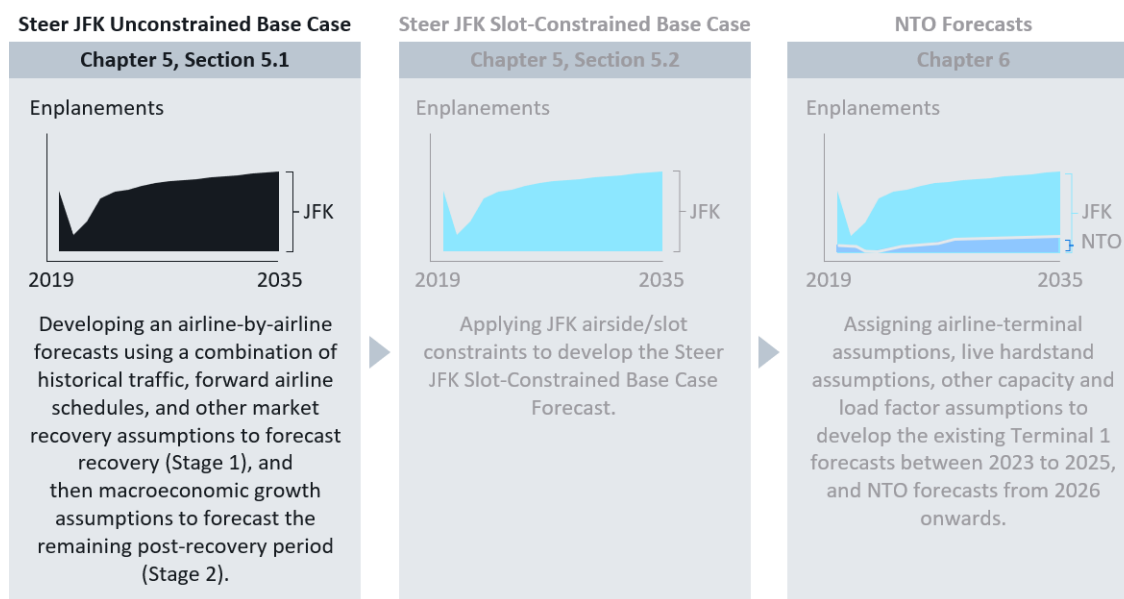 Steer JFK Unconstrained Base Case
Chapter 5, Section 5.1
Enplanements
JFK
2019
2035
Developing an airline-by-airline
forecasts using a combination of
historical traffic, forward airline
schedules, and other market
recovery assumptions to forecast
recovery (Stage 1), and
then macroeconomic growth
assumptions to forecast the
remaining post-recovery period
(Stage 2).
Steer JFK Slot-Constrained Base Case
Chapter 5, Section 5.2
Enplanements
JFK
2019
2035
Applying JFK airside/slot
constraints to develop the Steer
JFK Slot-Constrained Base Case
Forecast.
NTO Forecasts
Chapter 6
Enplanements
JFK
NTO
2019
2035
Assigning airline-terminal
assumptions, live hardstand
assumptions, other capacity and
load factor assumptions to
develop the existing Terminal 1
forecasts between 2023 to 2025,
and NTO forecasts from 2026
onwards.